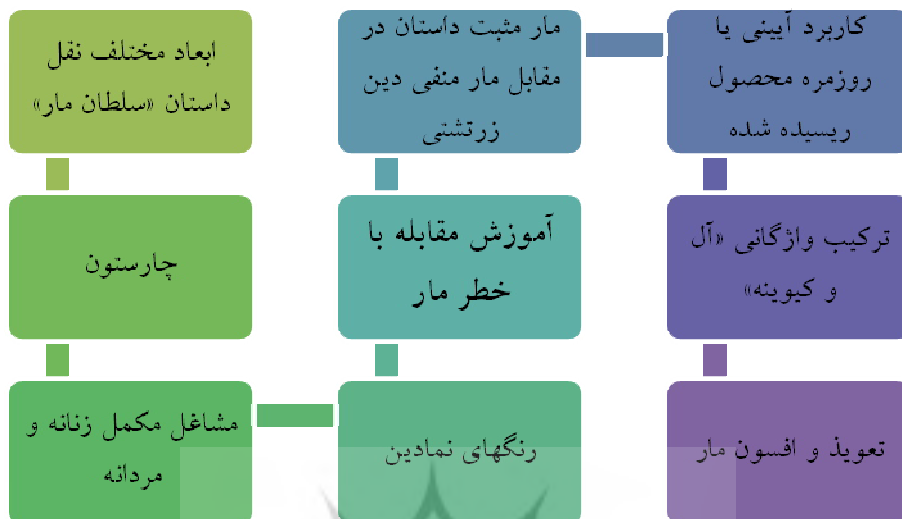 ابعاد مختلف نقل
داستان «سلطان مار»
چارستون
مشاغل مکمل زنانه و
مردانه
رنگهای نمادین
آموزش مقابله با
خطر مار
مار مثبت داستان در
مقابل مار منفی دین
زرتشتی
کاربرد آیینی یا
روزمره محصول
ریسیده شده
ترکیب واژگانی «آل
و کیوینه»
تعویذ و افسون مار